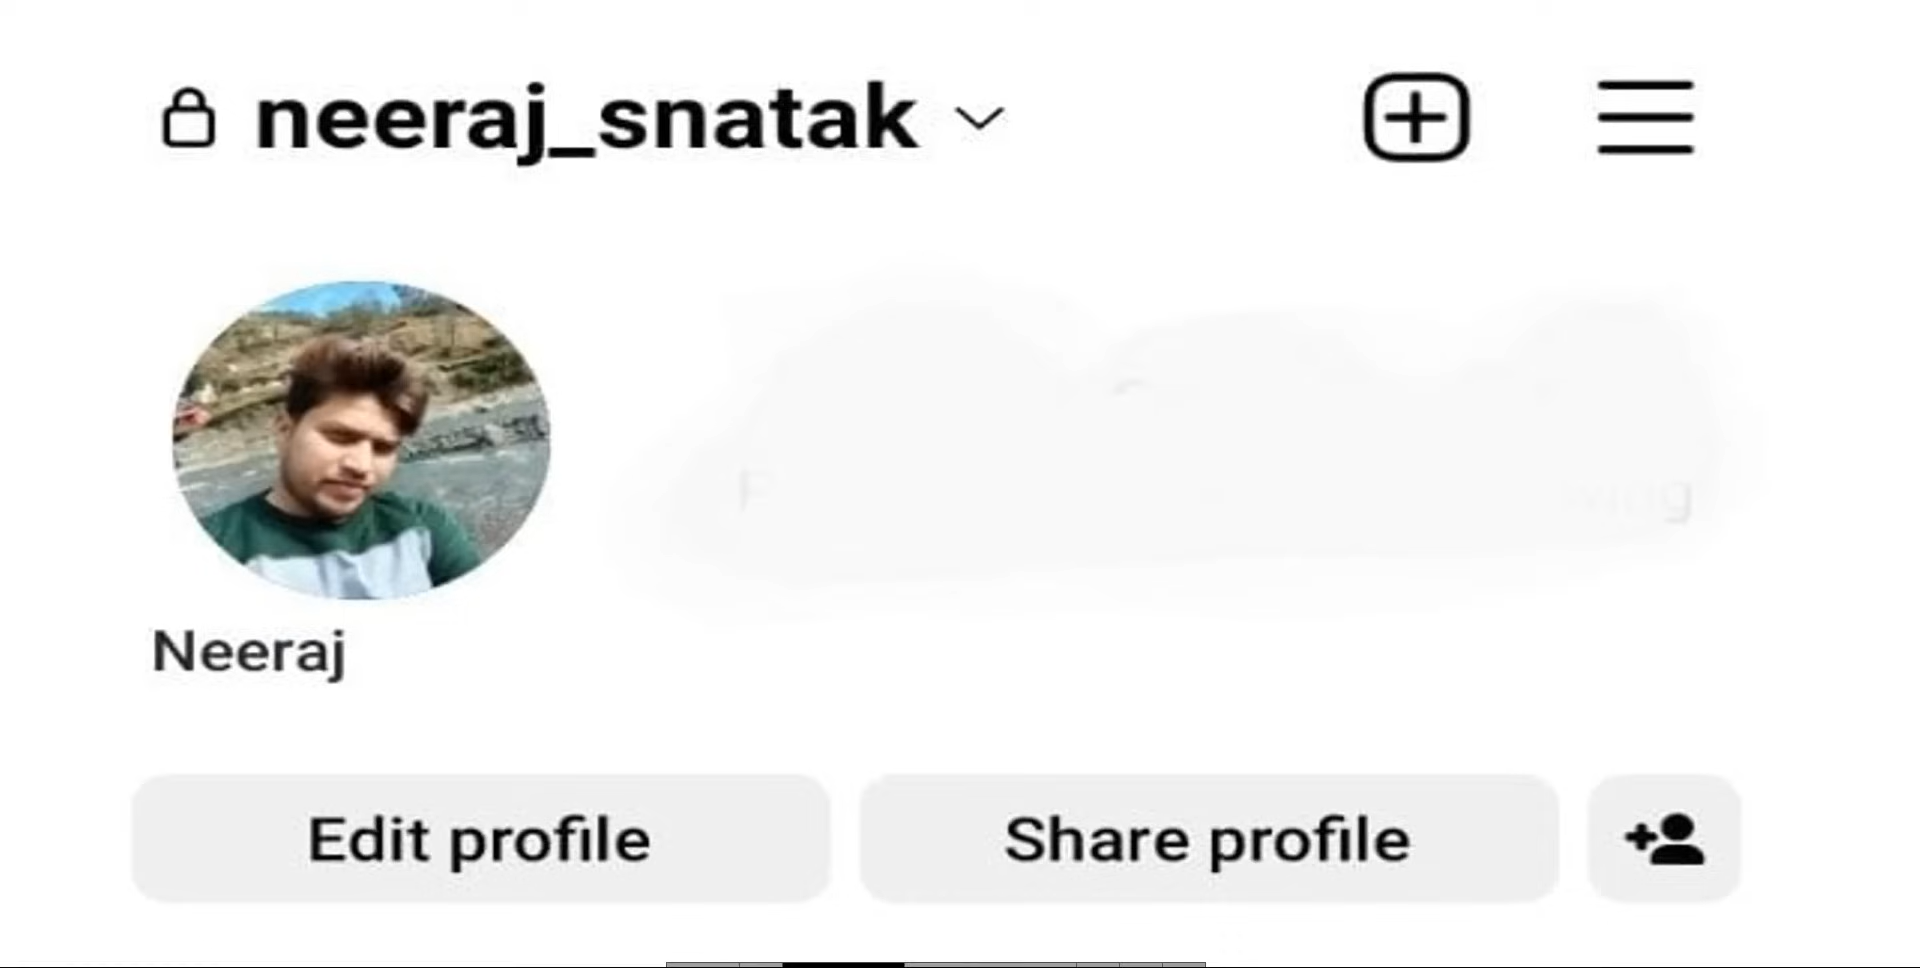 neeraj_snatak
Neeraj
Edit profile
Share profile